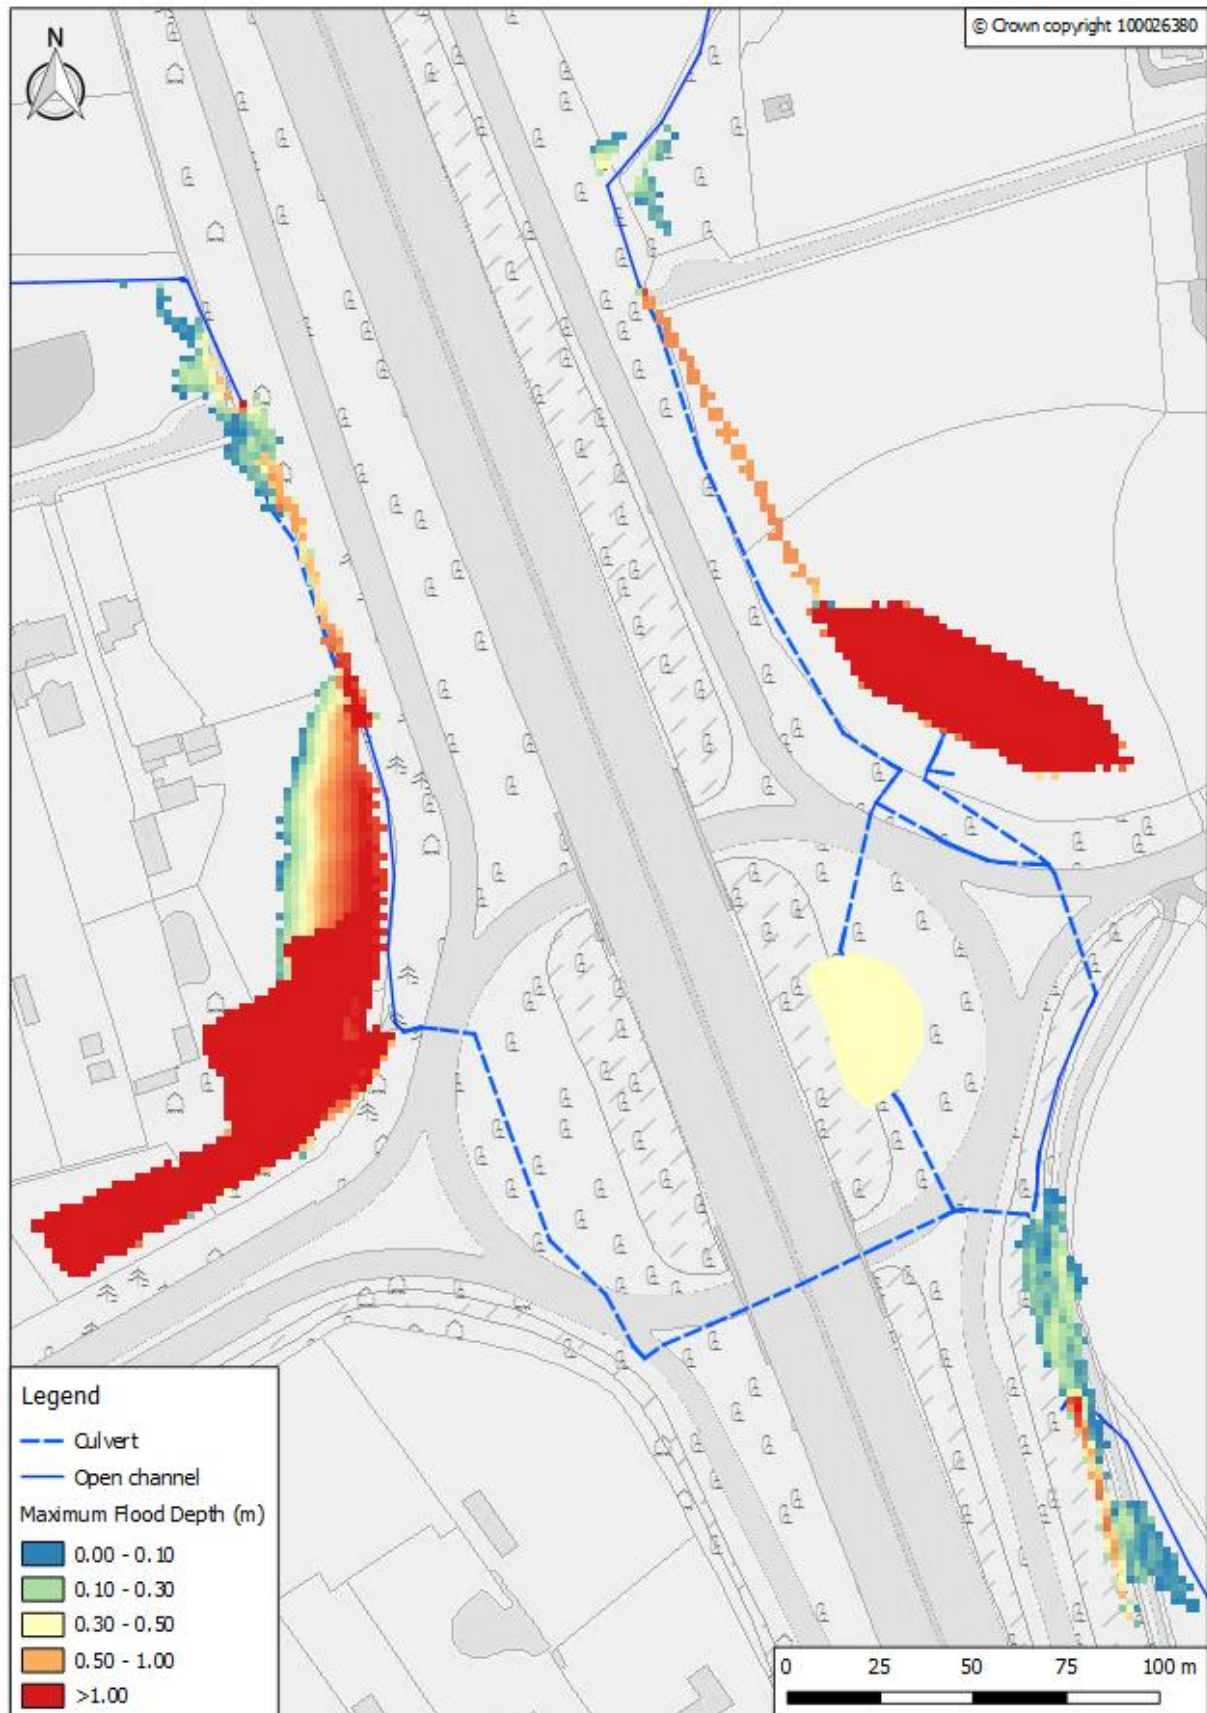 © Crown copyright 100026380
N
Legend
Culvert
Open channel
Maximum Flood Depth (m)
0.00 - 0.10
0.10 - 0.30
0.30 - 0.50
0.50 - 1.00
>1.00
0 25 50 75 100 m